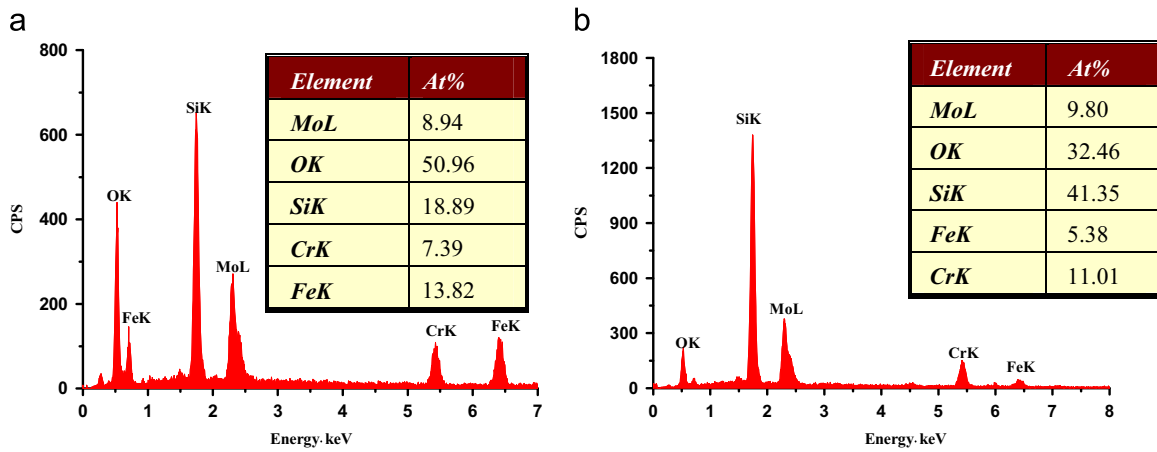 a
CPS
800
600
400
200
0
0 1 2 3 4 5 6 7
Energy, keV
OK
FeK
SiK
MoL
CrK
FeK
Element At%
MoL 8.94
OK 50.96
SiK 18.89
CrK 7.39
FeK 13.82
b
CPS
1800
1500
1200
900
600
300
0
0 1 2 3 4 5 6 7 8
Energy, keV
OK
SiK
MoL
CrK
FeK
Element At%
MoL 9.80
OK 32.46
SiK 41.35
FeK 5.38
CrK 11.01